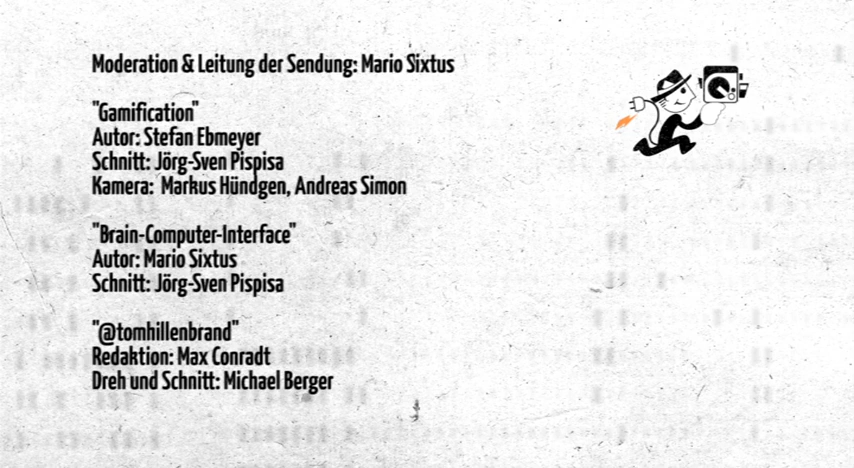 Moderation & Leitung der Sendung: Mario Sixtus
"Gamification"
Autor: Stefan Ebmeyer
Schnitt: Jörg-Sven Pispisa
Kamera: Markus Hündgen, Andreas Simon
"Brain-Computer-Interface"
Autor: Mario Sixtus
Schnitt: Jörg-Sven Pispisa
"@tomhillenbrand"
Redaktion: Max Conradt
Dreh und Schnitt: Michael Berger